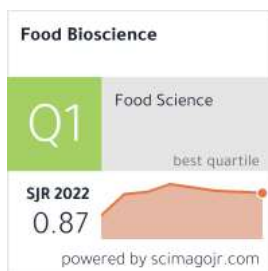 Food Bioscience
Q1
Food Science
best quartile
SJR 2022
0.87
powered by scimagojr.com